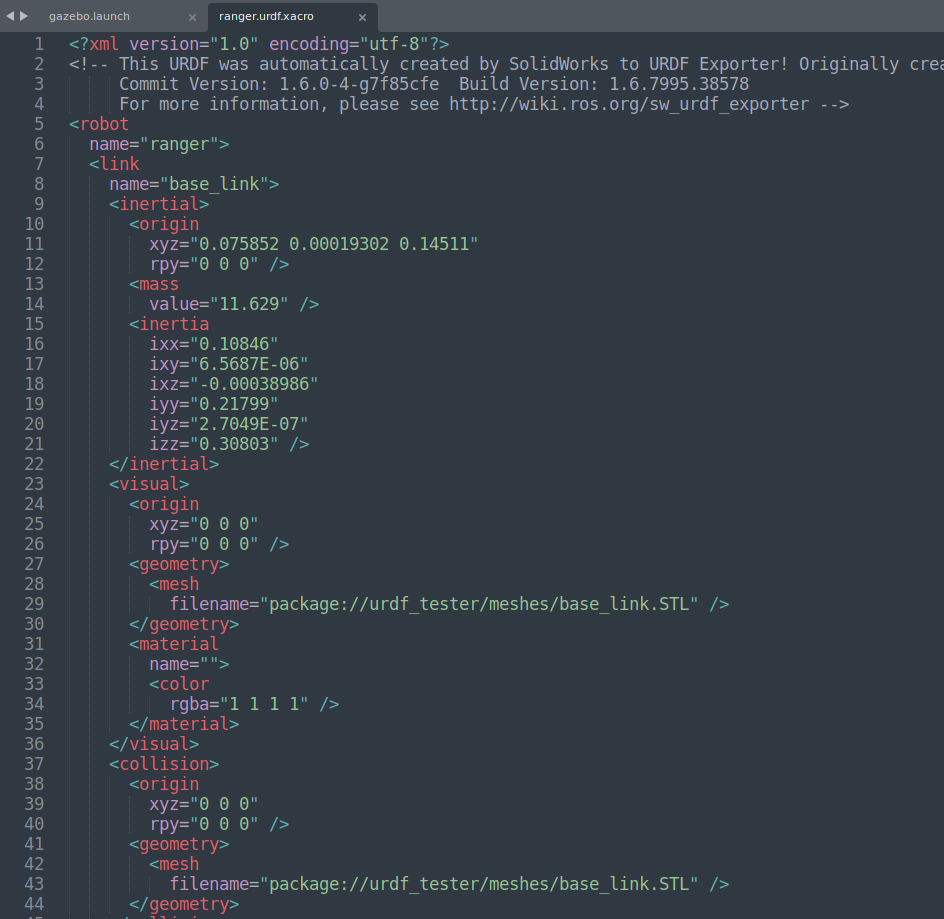 gazebo.launch × ranger.urdf.xacro ×
1 <?xml version="1.0" encoding="utf-8"?>
2 <!-- This URDF was automatically created by SolidWorks to URDF Exporter! Originally crea
3 Commit Version: 1.6.0-4-g7f85cfe  Build Version: 1.6.7995.38578
4 For more information, please see http://wiki.ros.org/sw_urdf_exporter -->
5 <robot
6   name="ranger">
7   <link
8     name="base_link">
9     <inertial>
10       <origin
11         xyz="0.075852 0.00019302 0.14511"
12         rpy="0 0 0" />
13       <mass
14         value="11.629" />
15       <inertia
16         ixx="0.10846"
17         ixy="6.5687E-06"
18         ixz="-0.00038986"
19         iyy="0.21799"
20         iyz="2.7049E-07"
21         izz="0.30803" />
22     </inertial>
23     <visual>
24       <origin
25         xyz="0 0 0"
26         rpy="0 0 0" />
27       <geometry>
28         <mesh
29           filename="package://urdf_tester/meshes/base_link.STL" />
30       </geometry>
31       <material
32         name="">
33         <color
34           rgba="1 1 1 1" />
35       </material>
36     </visual>
37     <collision>
38       <origin
39         xyz="0 0 0"
40         rpy="0 0 0" />
41       <geometry>
42         <mesh
43           filename="package://urdf_tester/meshes/base_link.STL" />
44       </geometry>